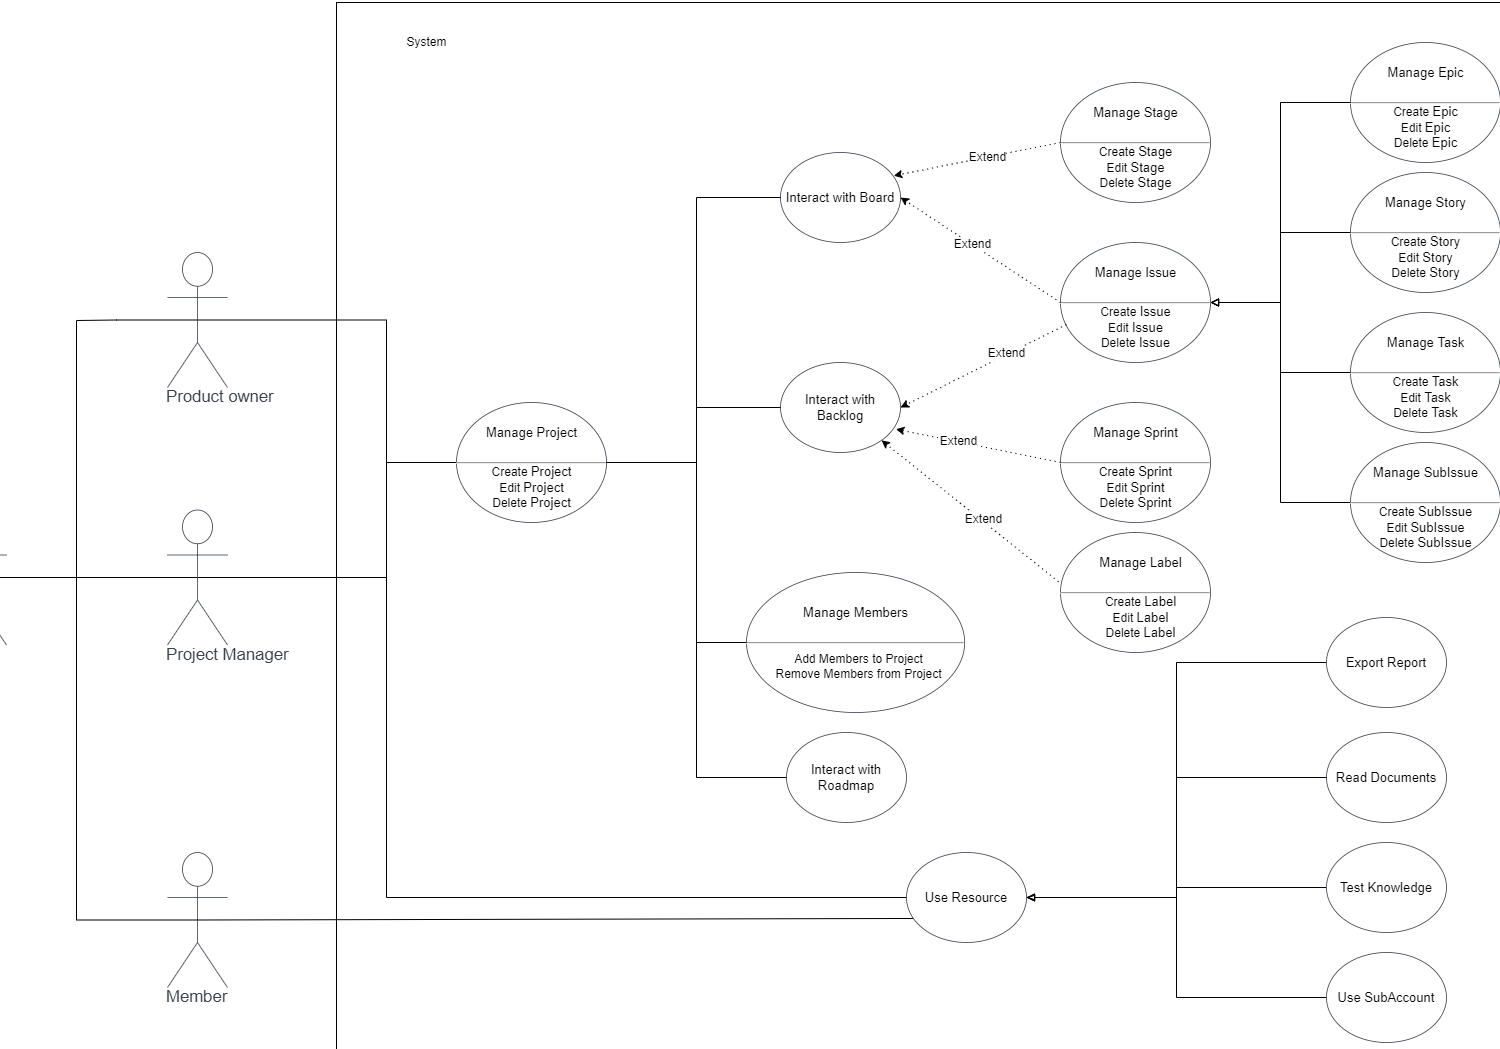 System
Product owner
Project Manager
Member
Manage Project
Create Project
Edit Project
Delete Project
Interact with Board
Interact with
Backlog
Manage Members
Add Members to Project
Remove Members from Project
Interact with
Roadmap
Use Resource
Extend
Extend
Extend
Extend
Extend
Manage Stage
Create Stage
Edit Stage
Delete Stage
Manage Issue
Create Issue
Edit Issue
Delete Issue
Manage Sprint
Create Sprint
Edit Sprint
Delete Sprint
Manage Label
Create Label
Edit Label
Delete Label
Manage Epic
Create Epic
Edit Epic
Delete Epic
Manage Story
Create Story
Edit Story
Delete Story
Manage Task
Create Task
Edit Task
Delete Task
Manage SubIssue
Create SubIssue
Edit SubIssue
Delete SubIssue
Export Report
Read Documents
Test Knowledge
Use SubAccount